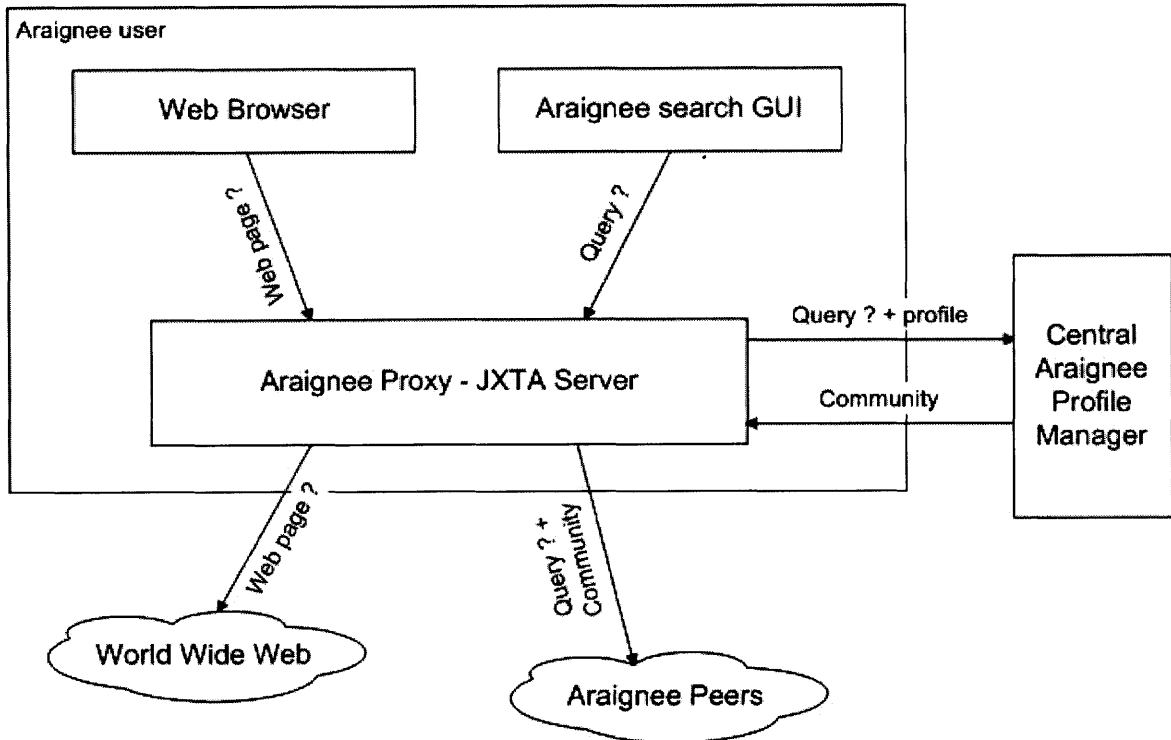 Araignee user
Web Browser
Araignee search GUI
Web page ?
Query ?
Araignee Proxy - JXTA Server
Query ? + profile
Community
Central
Araignee
Profile
Manager
Web page ?
Query ? +
Community
World Wide Web
Araignee Peers